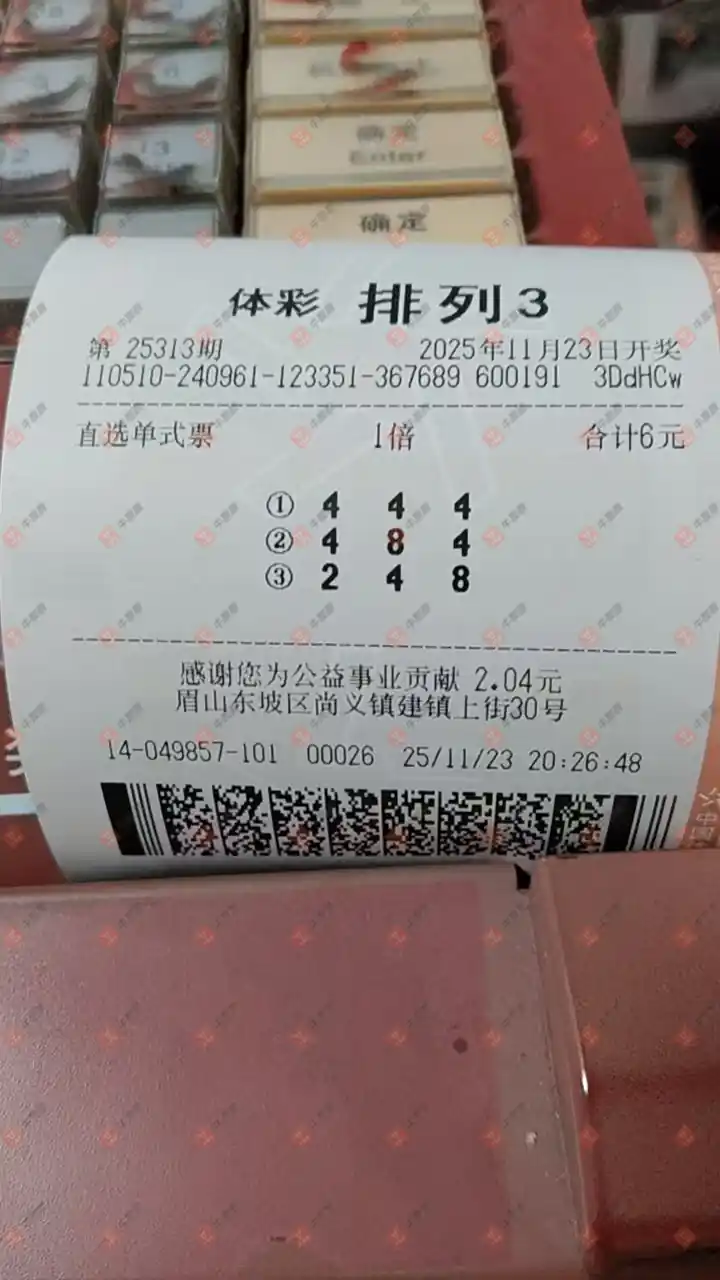 确定
Enter
确定
体彩 排列3
第 25313期 2025年11月23日开奖
110510-240961-123351-367689 600191 3DdHCw
直选单式票 1倍 合计6元
① 4 4 4
② 4 8 4
③ 2 4 8
感谢您为公益事业贡献 2.04元
眉山东坡区尚义镇建镇上街30号
14-049857-101 00026 25/11/23 20:26:48